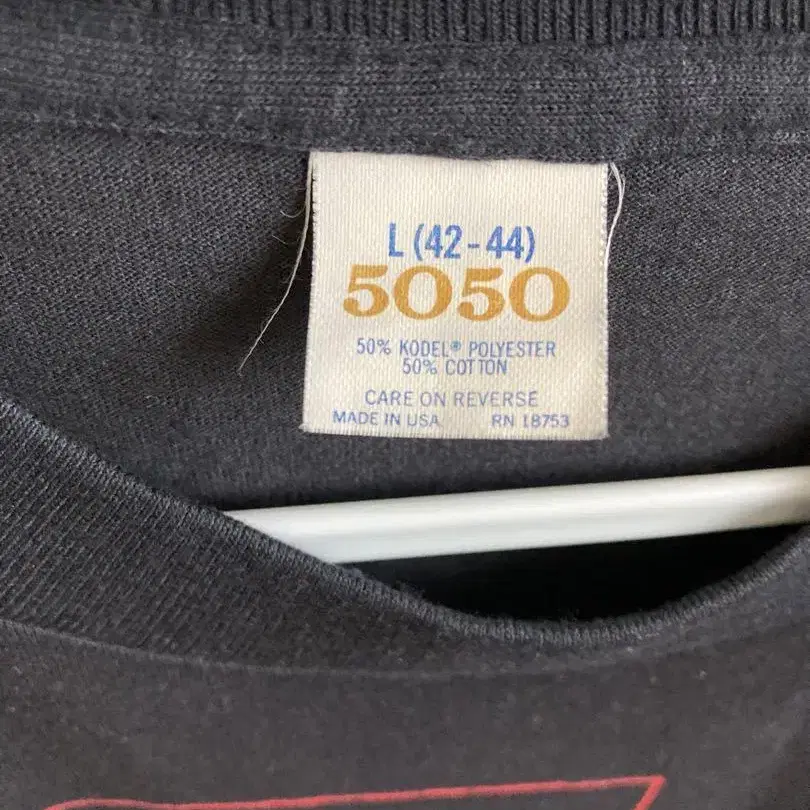 L (42-44)
5050
50% KODEL® POLYESTER
50% COTTON
CARE ON REVERSE
MADE IN USA RN 18753